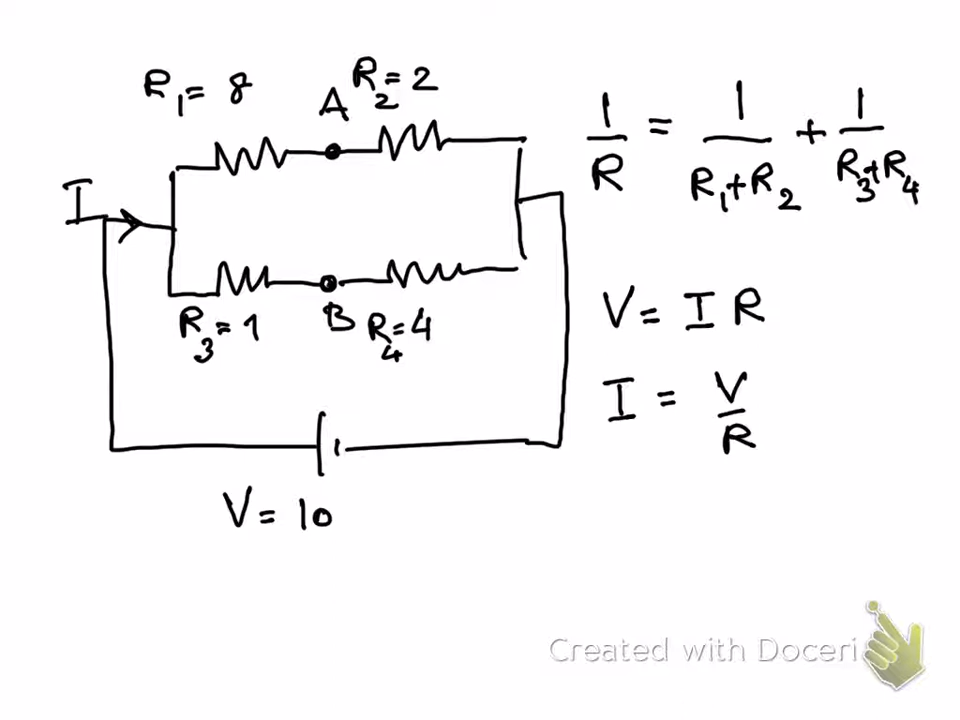 R₁ = 8
A
R₂ = 2
I
R₃ = 1
B
R₄ = 4
V = 10
1/R = 1/(R₁+R₂) + 1/(R₃+R₄)
V = I R
I = V/R
Created with Doceri